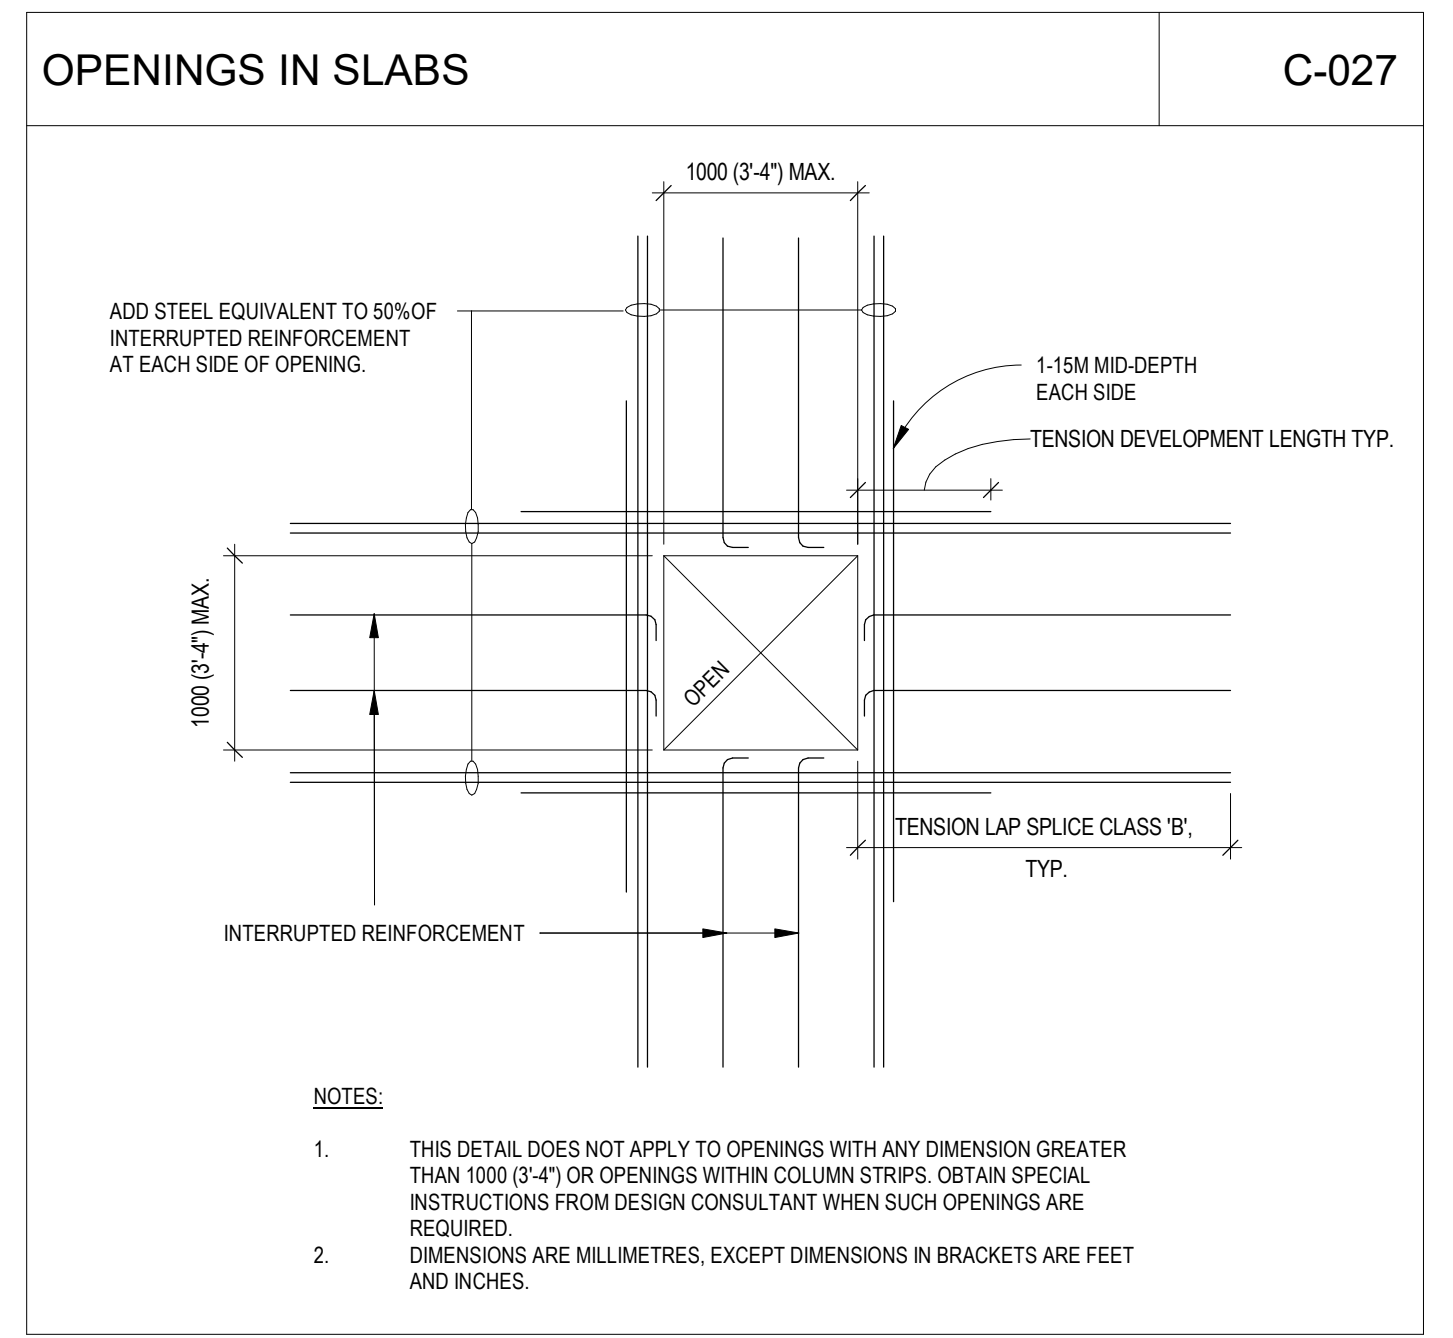 OPENINGS IN SLABS
C-027
1000 (3'-4") MAX.
ADD STEEL EQUIVALENT TO 50%OF
INTERRUPTED REINFORCEMENT
AT EACH SIDE OF OPENING.
1-15M MID-DEPTH
EACH SIDE
TENSION DEVELOPMENT LENGTH TYP.
1000 (3'-4") MAX.
OPEN
TENSION LAP SPLICE CLASS 'B',
TYP.
INTERRUPTED REINFORCEMENT
NOTES:
1. THIS DETAIL DOES NOT APPLY TO OPENINGS WITH ANY DIMENSION GREATER
THAN 1000 (3'-4") OR OPENINGS WITHIN COLUMN STRIPS. OBTAIN SPECIAL
INSTRUCTIONS FROM DESIGN CONSULTANT WHEN SUCH OPENINGS ARE
REQUIRED.
2. DIMENSIONS ARE MILLIMETRES, EXCEPT DIMENSIONS IN BRACKETS ARE FEET
AND INCHES.